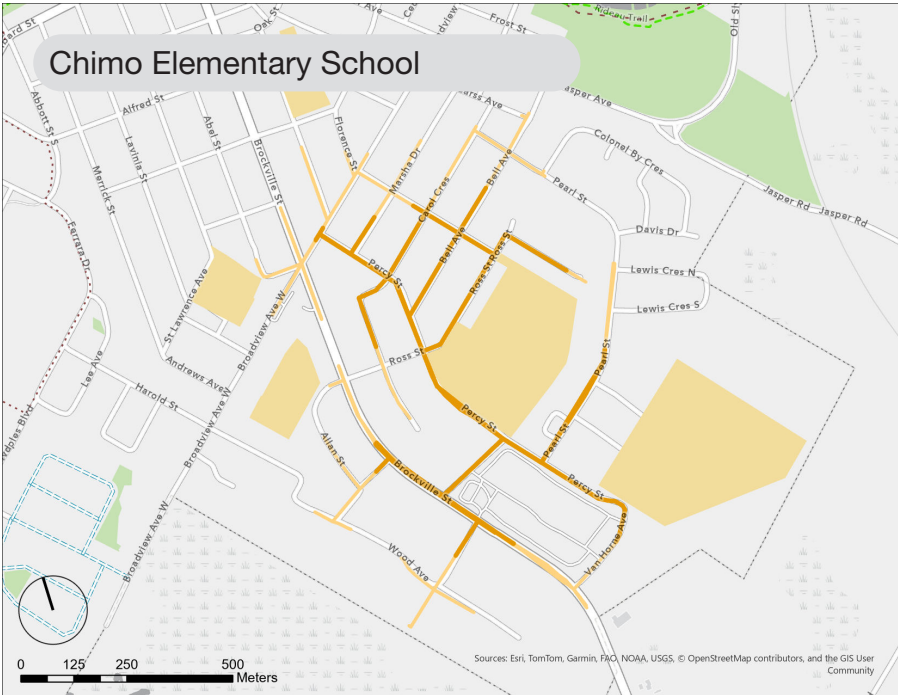 Rideau Trail
Oak St
Frost St
Chimo Elementary School
Jasper Ave
Alfred St
Abbott St S
Lavinia St
Abel St
Florence St
Brockville St
Merrick St
Marsha Dr
Bell Ave
Colonel By Cres
Pearl St
Carol Cres
Jasper Rd
Jasper Rd
Ferrara Dr
Davis Dr
Bell Ave
Ross St
Ross St
Percy St
Lewis Cres N
St Lawrence Ave
Broadview Ave W
Lewis Cres S
Lee Ave
Ross St
Pearl St
Andrews Ave
Harold St
Percy St
Broadview Ave W
Allan St
Pearl St
Brockville St
Percy St
Van Horne Ave
Wood Ave
Broadview Ave W
0 125 250 500
Meters
Sources: Esri, TomTom, Garmin, FAO, NOAA, USGS, © OpenStreetMap contributors, and the GIS User
Community